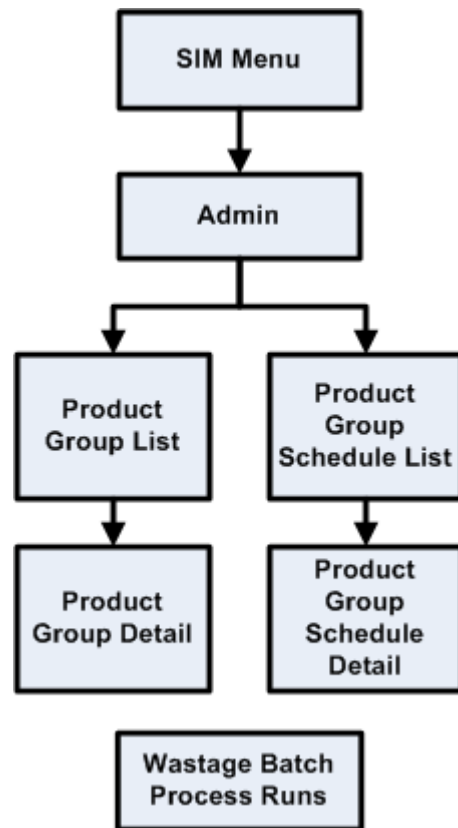 SIM Menu
Admin
Product
Group List
Product
Group
Schedule List
Product
Group Detail
Product
Group
Schedule
Detail
Wastage Batch
Process Runs